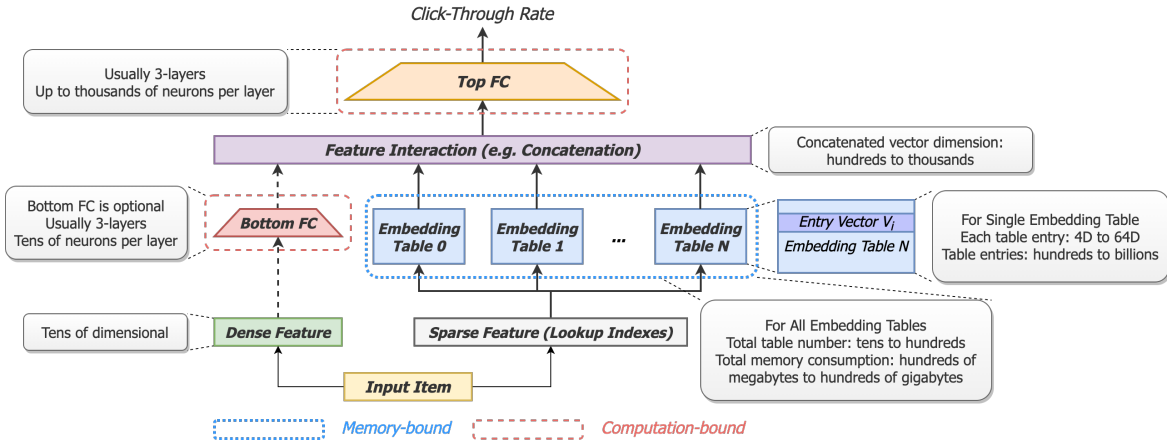 Click-Through Rate
Usually 3-layers
Up to thousands of neurons per layer
Top FC
Feature Interaction (e.g. Concatenation)
Concatenated vector dimension:
hundreds to thousands
Bottom FC is optional
Usually 3-layers
Tens of neurons per layer
Bottom FC
Embedding
Table 0
Embedding
Table 1
...
Embedding
Table N
Entry Vector Vi
Embedding Table N
For Single Embedding Table
Each table entry: 4D to 64D
Table entries: hundreds to billions
Tens of dimensional
Dense Feature
Sparse Feature (Lookup Indexes)
For All Embedding Tables
Total table number: tens to hundreds
Total memory consumption: hundreds of
megabytes to hundreds of gigabytes
Input Item
Memory-bound
Computation-bound